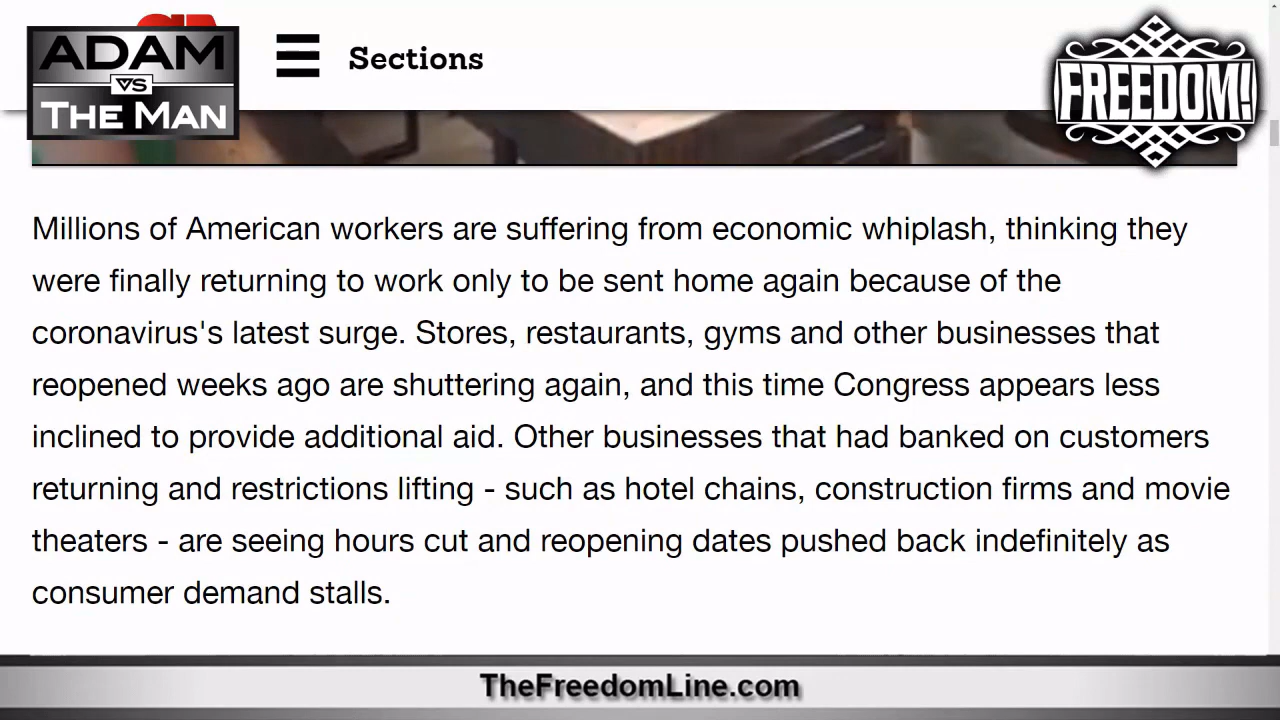 ADAM
VS
THE MAN
Sections
FREEDOM!
Millions of American workers are suffering from economic whiplash, thinking they
were finally returning to work only to be sent home again because of the
coronavirus's latest surge. Stores, restaurants, gyms and other businesses that
reopened weeks ago are shuttering again, and this time Congress appears less
inclined to provide additional aid. Other businesses that had banked on customers
returning and restrictions lifting - such as hotel chains, construction firms and movie
theaters - are seeing hours cut and reopening dates pushed back indefinitely as
consumer demand stalls.
TheFreedomLine.com